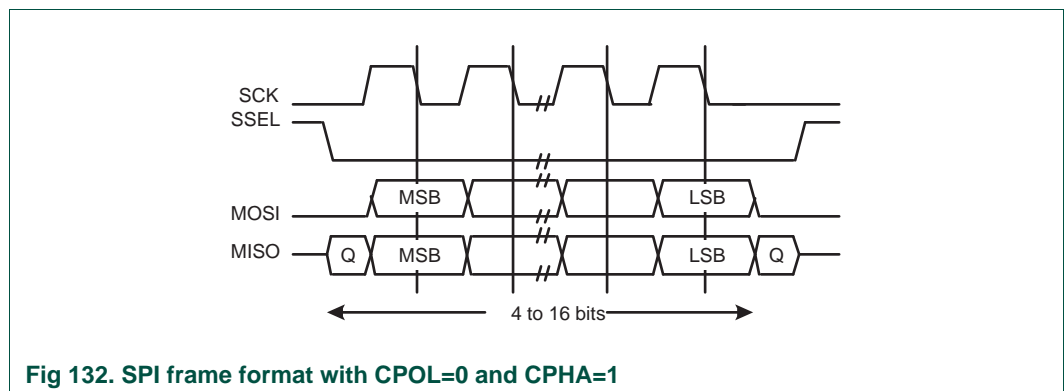 SCK
SSEL
MSB LSB
MOSI
MISO Q MSB LSB Q
4 to 16 bits
Fig 132. SPI frame format with CPOL=0 and CPHA=1